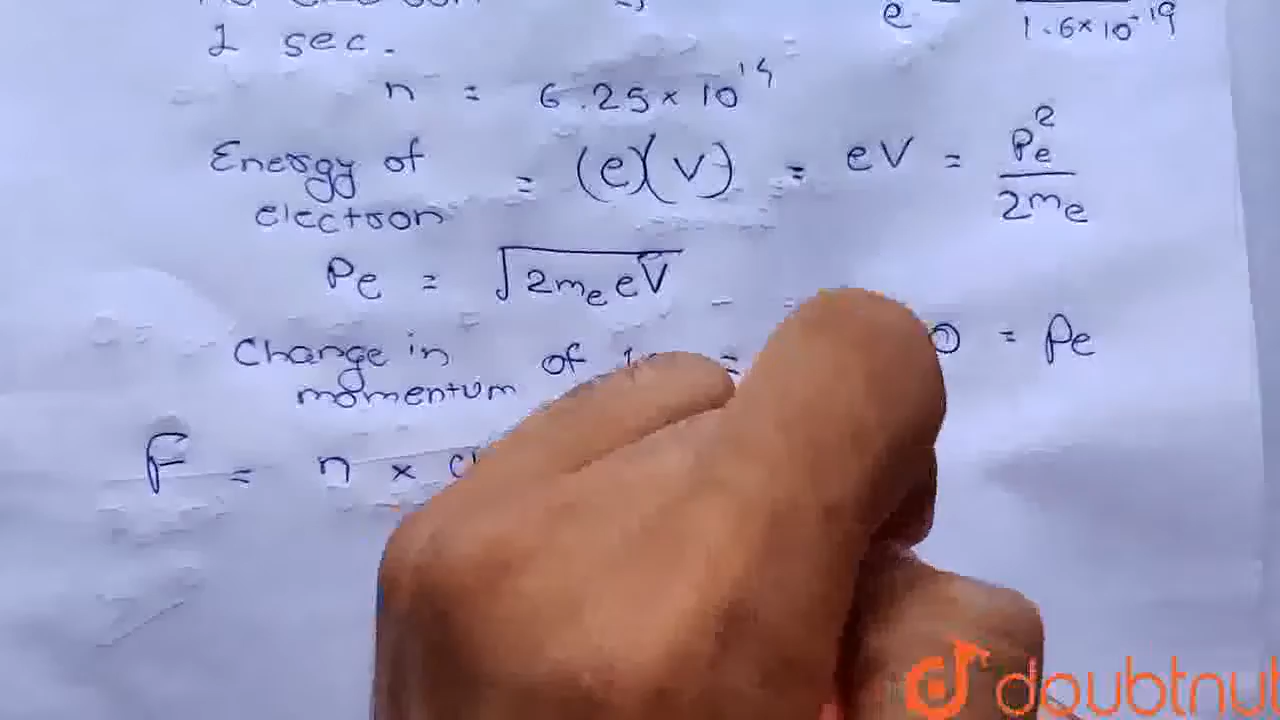 e 1.6×10⁻¹⁹
1 sec.
n = 6.25×10¹⁴
Energy of electron = (e)(V) = eV = Pe²/2me
Pe = √2meeV
Change in momentum of = 0 = Pe
F = n ×
doubtnut